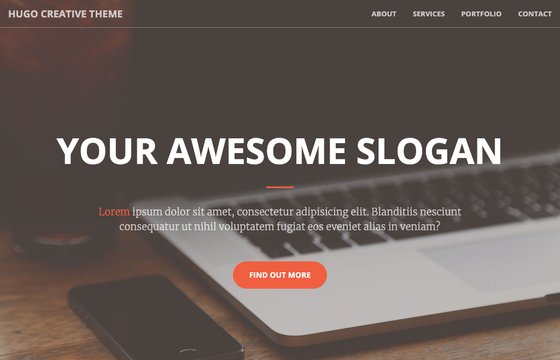 HUGO CREATIVE THEME
ABOUT SERVICES PORTFOLIO CONTACT
YOUR AWESOME SLOGAN
Lorem ipsum dolor sit amet, consectetur adipisicing elit. Blanditiis nesciunt
consequatur ut nihil voluptatem fugiat eos eveniet alias in veniam?
FIND OUT MORE